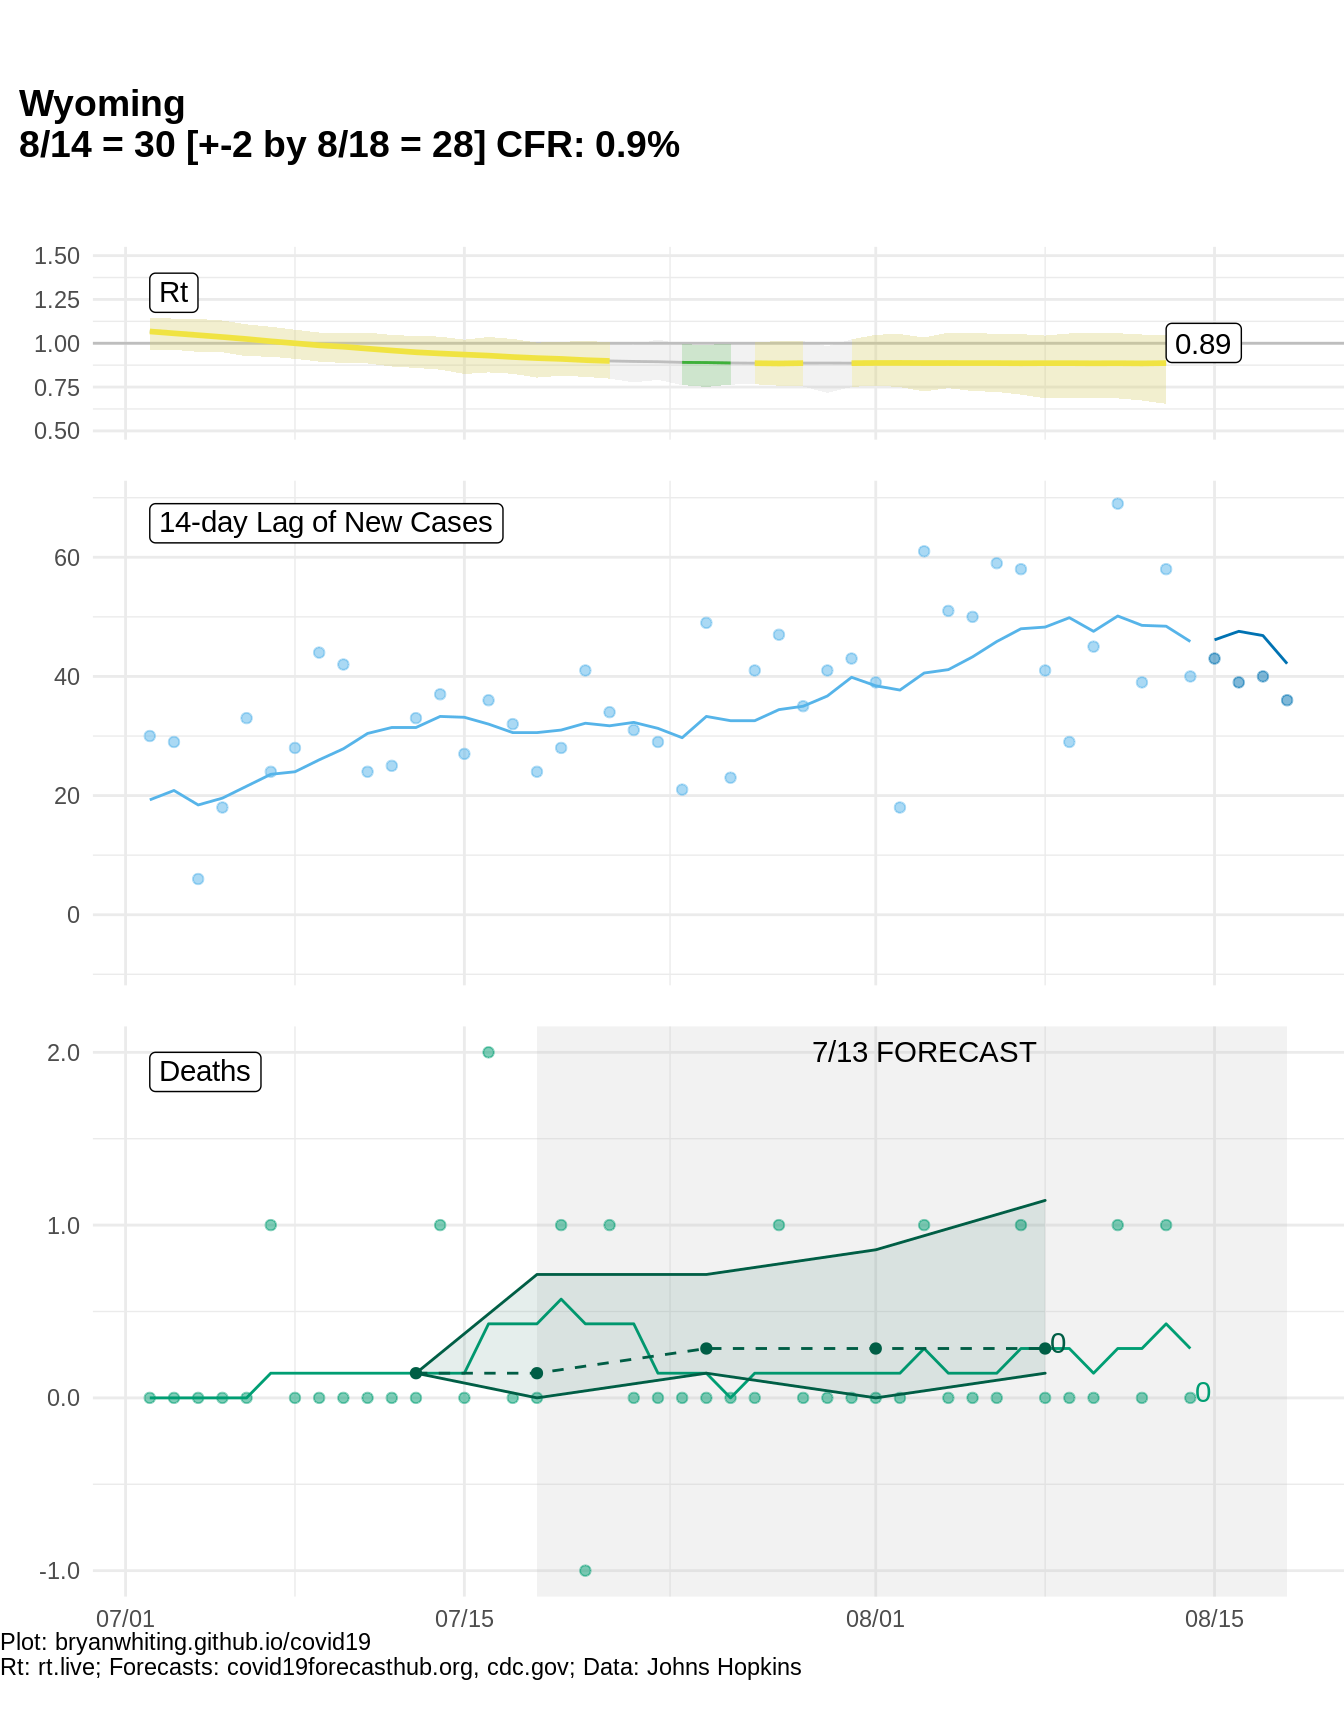 Wyoming
8/14 = 30 [+-2 by 8/18 = 28] CFR: 0.9%
1.50
1.25
1.00
0.75
0.50
Rt
0.89
14-day Lag of New Cases
60
40
20
0
Deaths
7/13 FORECAST
2.0
1.0
0.0
-1.0
0
0
07/01
07/15
08/01
08/15
Plot: bryanwhiting.github.io/covid19
Rt: rt.live; Forecasts: covid19forecasthub.org, cdc.gov; Data: Johns Hopkins